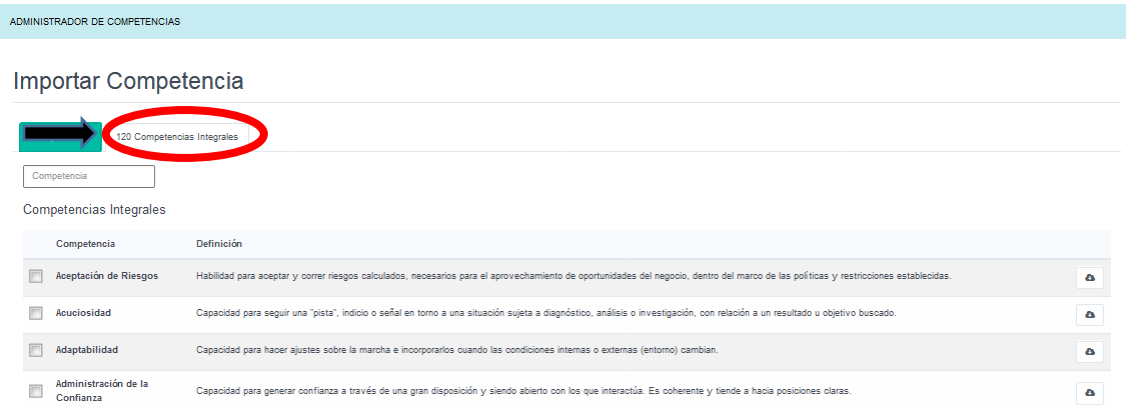 ADMINISTRADOR DE COMPETENCIAS
Importar Competencia
120 Competencias Integrales
Competencia
Competencias Integrales
Competencia Definición
Aceptación de Riesgos Habilidad para aceptar y correr riesgos calculados, necesarios para el aprovechamiento de oportunidades del negocio, dentro del marco de las políticas y restricciones establecidas.
Acuciosidad Capacidad para seguir una "pista", indicio o señal en torno a una situación sujeta a diagnóstico, análisis o investigación, con relación a un resultado u objetivo buscado.
Adaptabilidad Capacidad para hacer ajustes sobre la marcha e incorporarlos cuando las condiciones internas o externas (entorno) cambian.
Administración de la
Confianza Capacidad para generar confianza a través de una gran disposición y siendo abierto con los que interactúa. Es coherente y tiende a hacia posiciones claras.